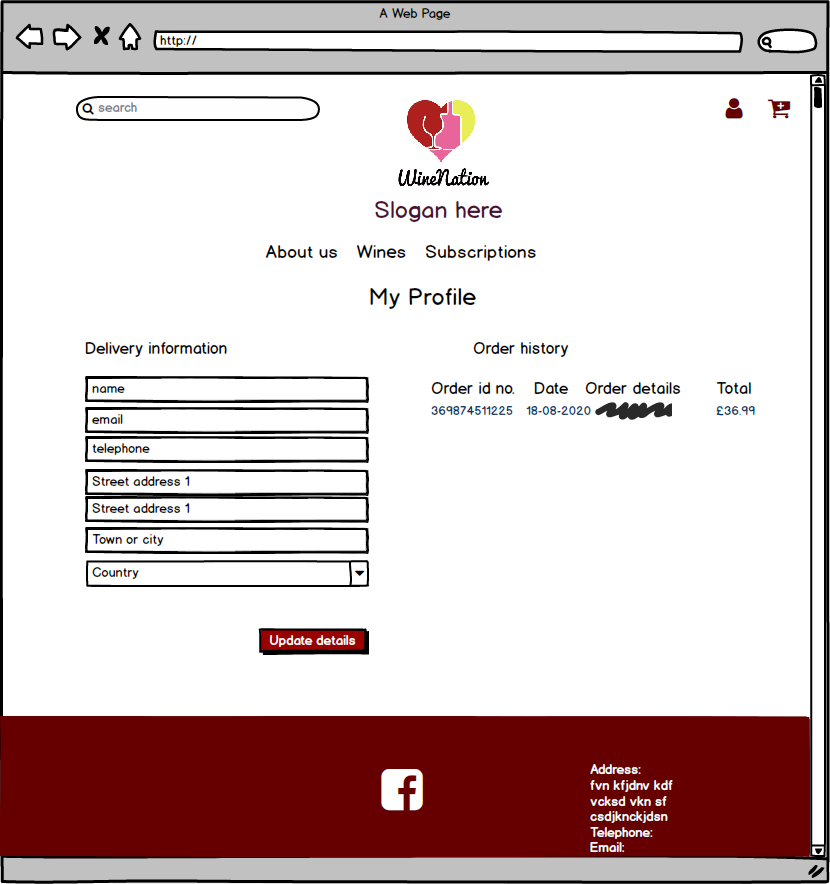 A Web Page
http://
search
WineNation
Slogan here
About us Wines Subscriptions
My Profile
Delivery information
name
email
telephone
Street address 1
Street address 1
Town or city
Country
Update details
Order history
Order id no. Date Order details Total
369874511225 18-08-2020 £36.99
Address:
fvn kfjdnv kdf
vcksd vkn sf
csdjknckjdsn
Telephone:
Email: